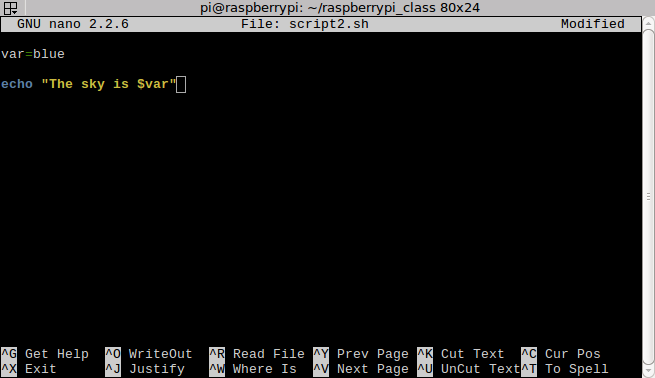 pi@raspberrypi: ~/raspberrypi_class 80x24
GNU nano 2.2.6 File: script2.sh Modified
var=blue
echo "The sky is $var"
^G Get Help ^O WriteOut ^R Read File ^Y Prev Page ^K Cut Text ^C Cur Pos
^X Exit ^J Justify ^W Where Is ^V Next Page ^U UnCut Text ^T To Spell